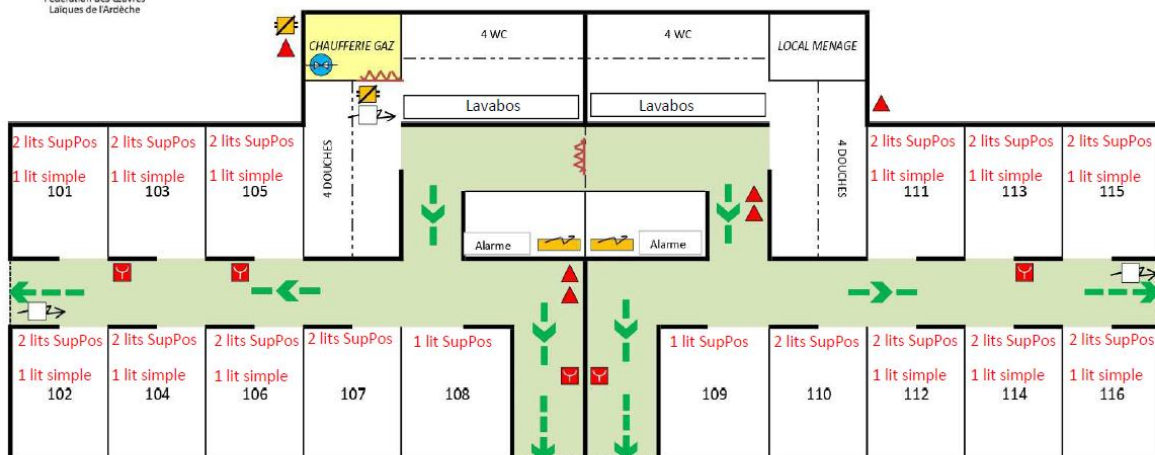 Fédération des Œuvres
Laïques de l'Ardèche
CHAUFFERIE GAZ
4 WC
4 WC
LOCAL MENAGE
Lavabos
Lavabos
4 DOUCHES
4 DOUCHES
2 lits SupPos
1 lit simple
101
2 lits SupPos
1 lit simple
103
2 lits SupPos
1 lit simple
105
2 lits SupPos
1 lit simple
111
2 lits SupPos
1 lit simple
113
2 lits SupPos
1 lit simple
115
Alarme
Alarme
2 lits SupPos
1 lit simple
102
2 lits SupPos
1 lit simple
104
2 lits SupPos
1 lit simple
106
2 lits SupPos
107
1 lit SupPos
108
1 lit SupPos
109
2 lits SupPos
110
2 lits SupPos
1 lit simple
112
2 lits SupPos
1 lit simple
114
2 lits SupPos
1 lit simple
116